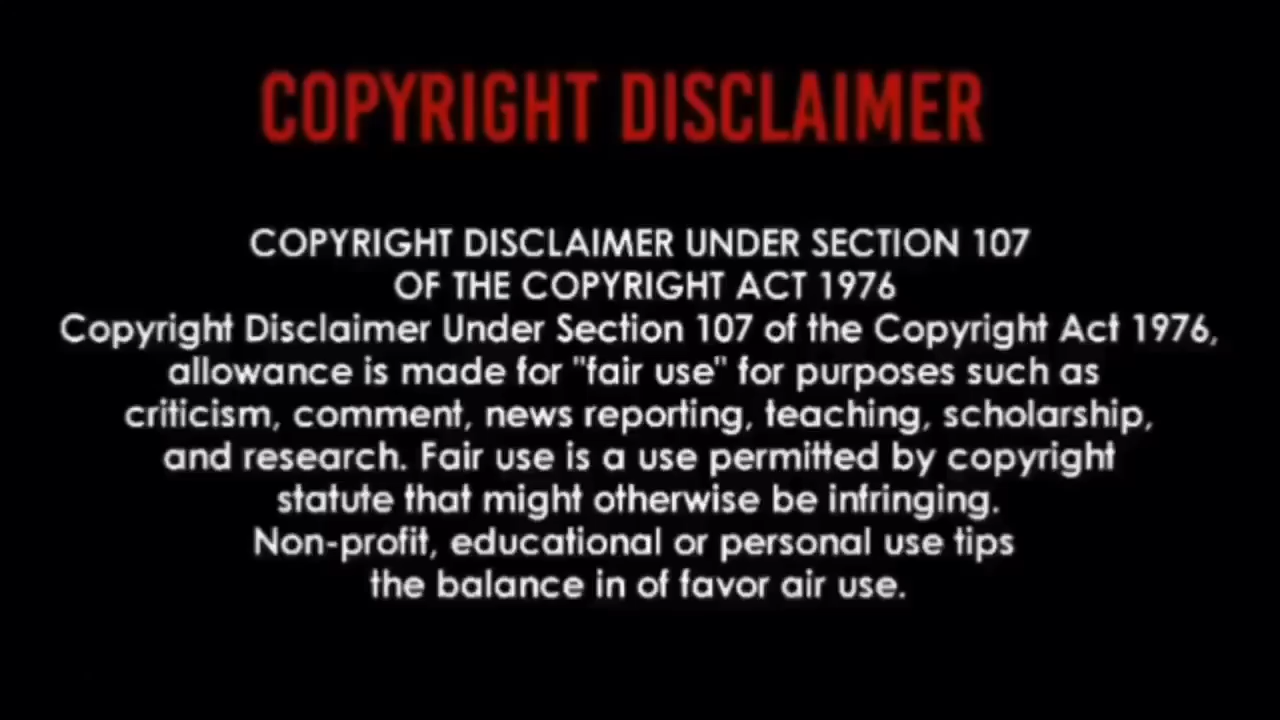 COPYRIGHT DISCLAIMER
COPYRIGHT DISCLAIMER UNDER SECTION 107
OF THE COPYRIGHT ACT 1976
Copyright Disclaimer Under Section 107 of the Copyright Act 1976,
allowance is made for "fair use" for purposes such as
criticism, comment, news reporting, teaching, scholarship,
and research. Fair use is a use permitted by copyright
statute that might otherwise be infringing.
Non-profit, educational or personal use tips
the balance in of favor air use.